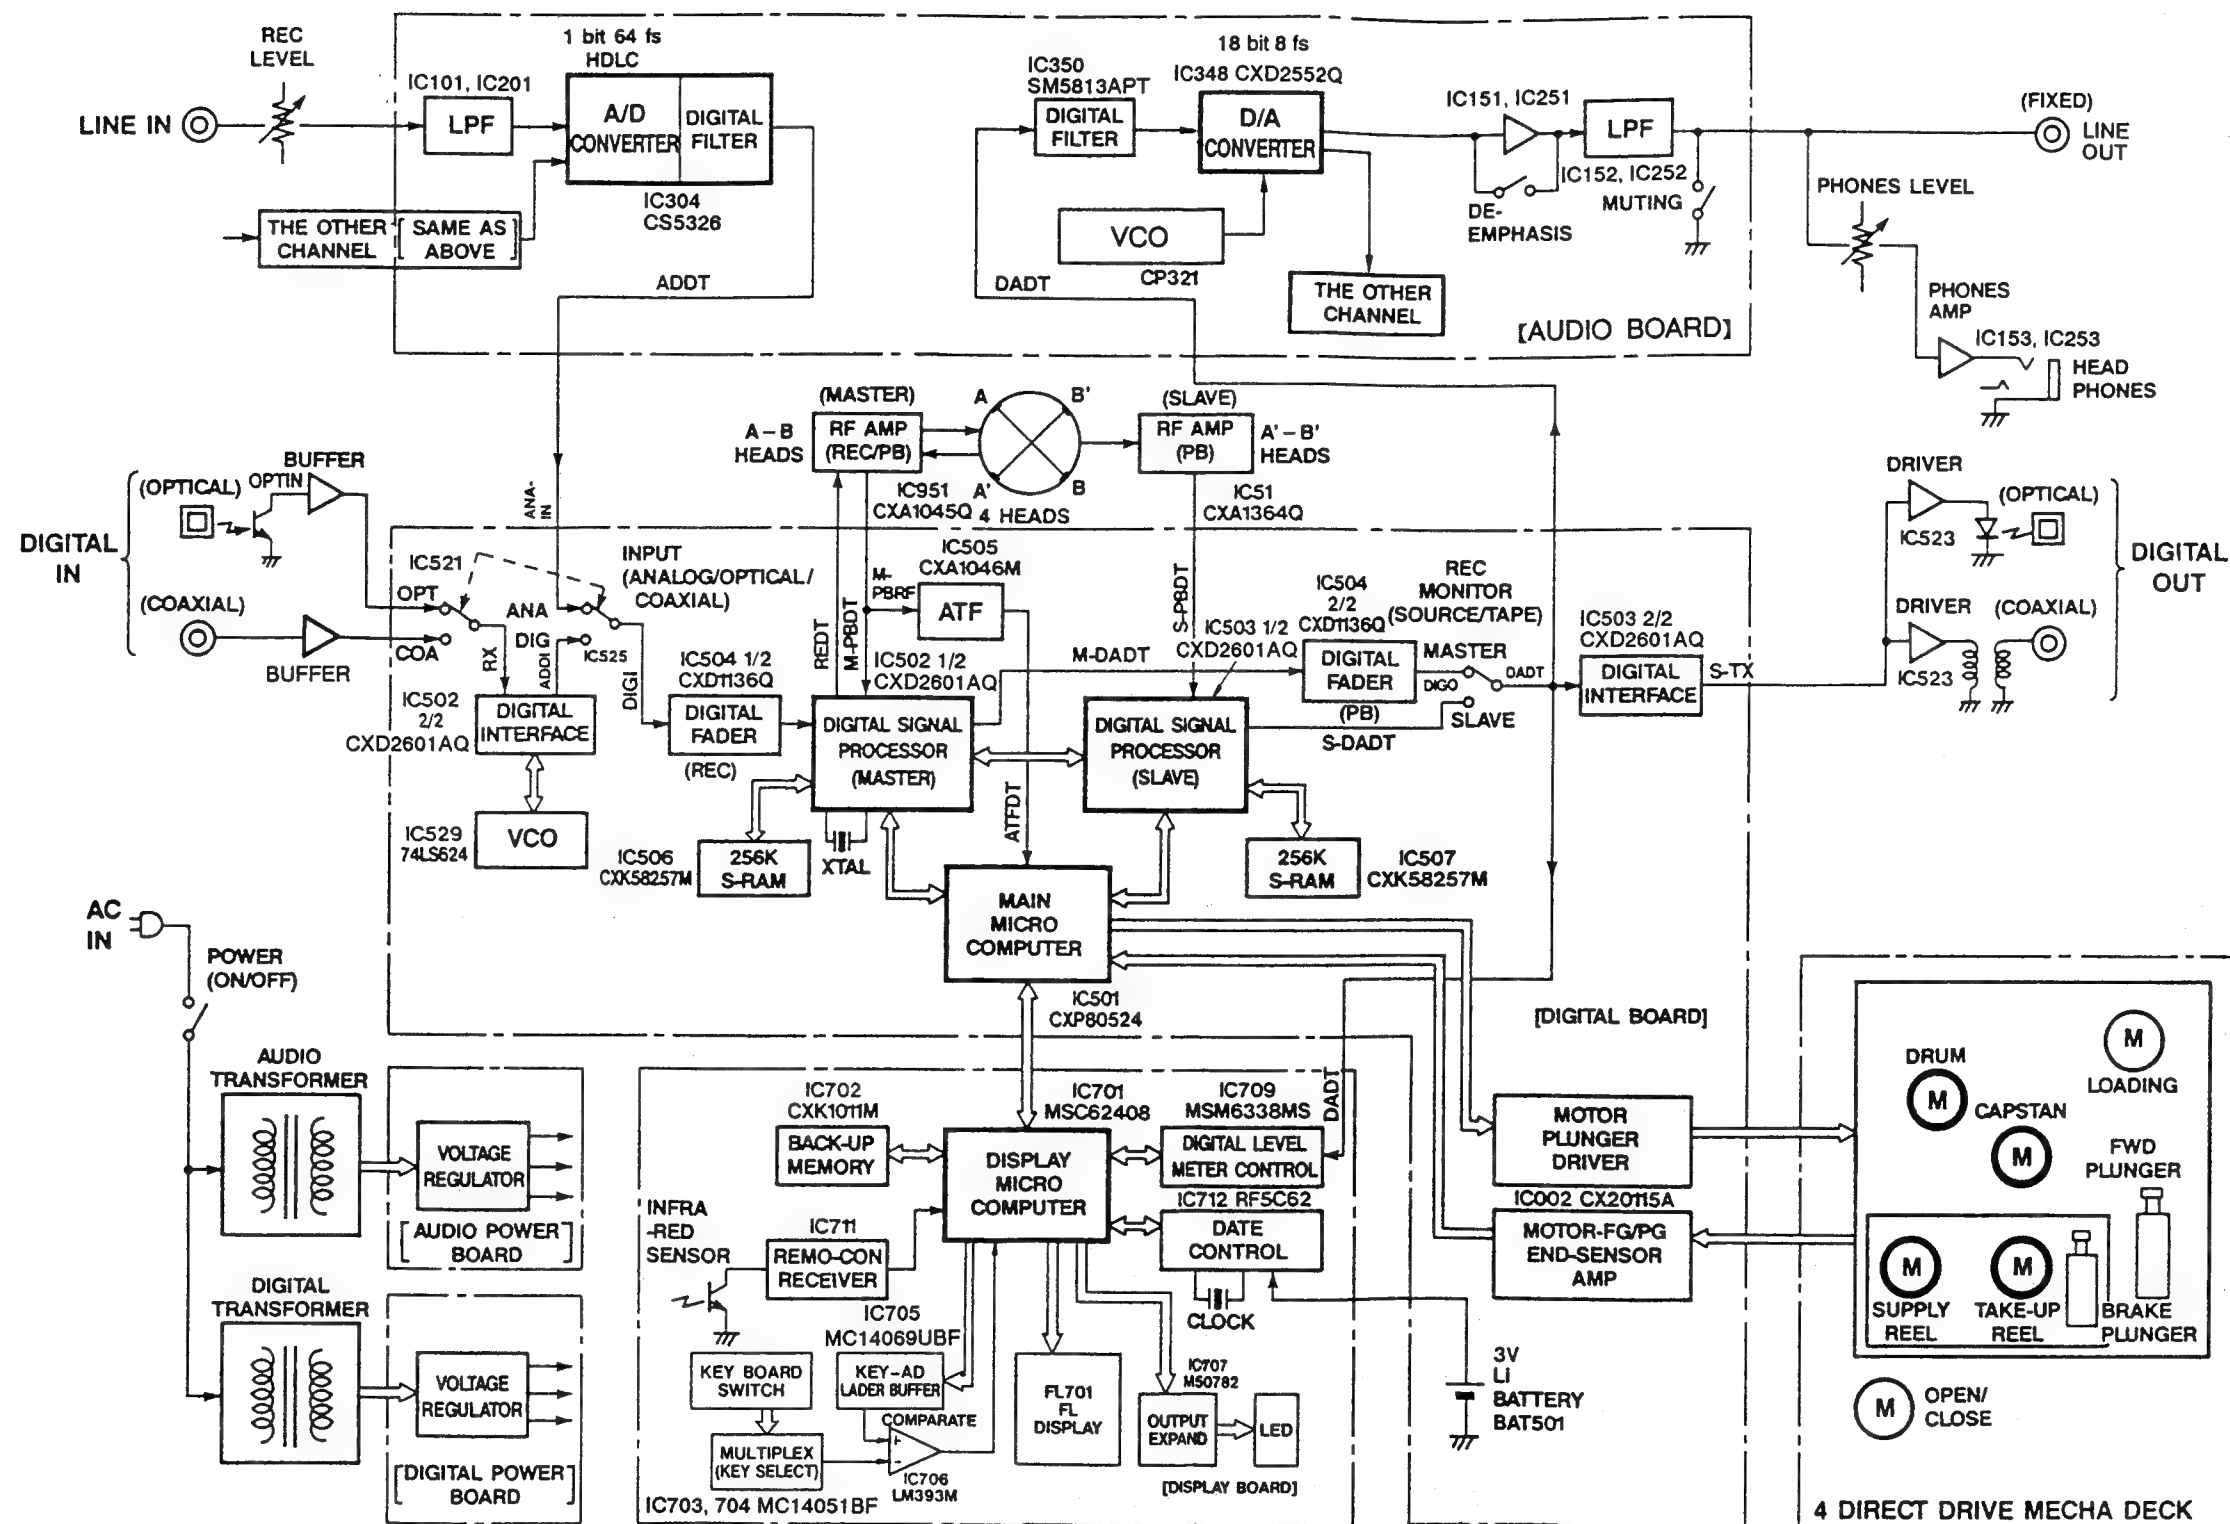 REC
LEVEL
1 bit 64 fs
HDLC
IC101, IC201
LINE IN
LPF
A/D
CONVERTER
DIGITAL
FILTER
IC304
CS5326
THE OTHER
CHANNEL
[SAME AS
ABOVE]
ADDT
18 bit 8 fs
IC350
SM5813APT
IC348 CXD2552Q
DIGITAL
FILTER
D/A
CONVERTER
IC151, IC251
LPF
(FIXED)
LINE
OUT
IC152, IC252
MUTING
DE-
EMPHASIS
VCO
CP321
DADT
THE OTHER
CHANNEL
[AUDIO BOARD]
PHONES LEVEL
PHONES
AMP
IC153, IC253
HEAD
PHONES
(MASTER)
A-B
HEADS
RF AMP
(REC/PB)
A
B'
A'
B
4 HEADS
IC951
CXA1045Q
(SLAVE)
RF AMP
(PB)
A'-B'
HEADS
IC51
CXA1364Q
DIGITAL
IN
(OPTICAL)
OPTIN
BUFFER
(COAXIAL)
BUFFER
ANA-
IN
IC521
OPT
COA
RX
ANA
DIG
ADDI
IC525
INPUT
(ANALOG/OPTICAL/
COAXIAL)
DIGI
IC502
2/2
CXD2601AQ
DIGITAL
INTERFACE
IC529
74LS624
VCO
IC504 1/2
CXD1136Q
DIGITAL
FADER
(REC)
REDT
M-PBDT
M-
PBRF
IC505
CXA1046M
ATF
IC502 1/2
CXD2601AQ
DIGITAL SIGNAL
PROCESSOR
(MASTER)
M-DADT
ATFDT
S-PBDT
IC503 1/2
CXD2601AQ
DIGITAL SIGNAL
PROCESSOR
(SLAVE)
IC504
2/2
CXD1136Q
DIGITAL
FADER
(PB)
S-DADT
REC
MONITOR
(SOURCE/TAPE)
MASTER
DIGO
SLAVE
DADT
IC503 2/2
CXD2601AQ
DIGITAL
INTERFACE
S-TX
DRIVER
(OPTICAL)
IC523
DRIVER
(COAXIAL)
IC523
DIGITAL
OUT
IC506
CXK58257M
256K
S-RAM
XTAL
256K
S-RAM
IC507
CXK58257M
MAIN
MICRO
COMPUTER
IC501
CXP80524
[DIGITAL BOARD]
AC
IN
POWER
(ON/OFF)
AUDIO
TRANSFORMER
VOLTAGE
REGULATOR
[AUDIO POWER
BOARD]
DIGITAL
TRANSFORMER
VOLTAGE
REGULATOR
[DIGITAL POWER
BOARD]
IC702
CXK1011M
BACK-UP
MEMORY
IC701
MSC62408
DISPLAY
MICRO
COMPUTER
IC709
MSM6338MS
DIGITAL LEVEL
METER CONTROL
DADT
IC712 RF5C62
DATE
CONTROL
CLOCK
INFRA
-RED
SENSOR
IC711
REMO-CON
RECEIVER
IC705
MC14069UBF
KEY BOARD
SWITCH
KEY-AD
LADER BUFFER
COMPARATE
+
-
MULTIPLEX
(KEY SELECT)
IC706
LM393M
IC703, 704 MC14051BF
FL701
FL
DISPLAY
IC707
M50782
OUTPUT
EXPAND
LED
[DISPLAY BOARD]
3V
Li
BATTERY
BAT501
MOTOR
PLUNGER
DRIVER
IC002 CX20115A
MOTOR-FG/PG
END-SENSOR
AMP
M
LOADING
DRUM
M
CAPSTAN
M
FWD
PLUNGER
M
SUPPLY
REEL
M
TAKE-UP
REEL
BRAKE
PLUNGER
M
OPEN/
CLOSE
4 DIRECT DRIVE MECHA DECK